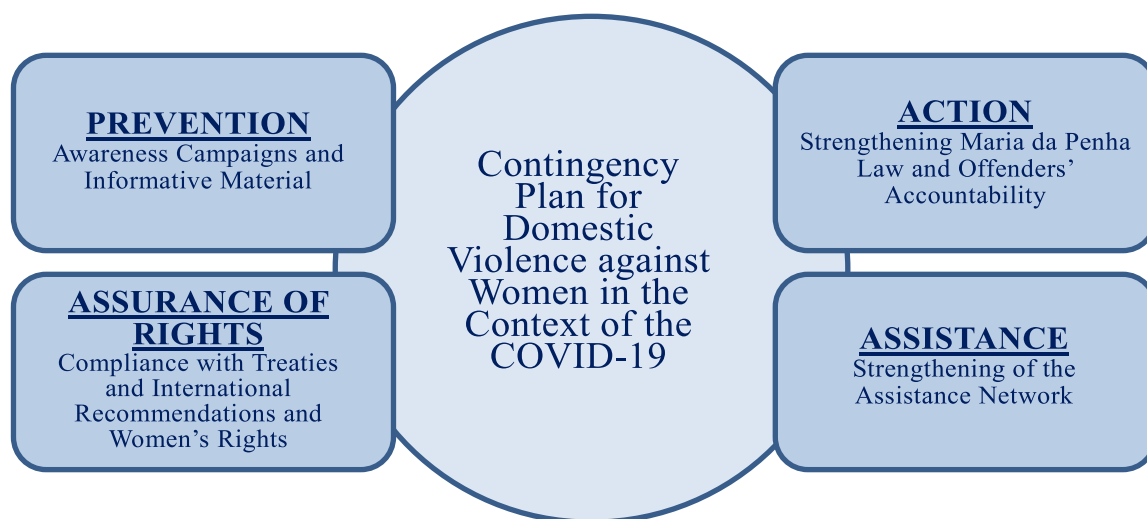 PREVENTION
Awareness Campaigns and
Informative Material
ASSURANCE OF
RIGHTS
Compliance with Treaties
and International
Recommendations and
Women’s Rights
Contingency
Plan for
Domestic
Violence against
Women in the
Context of the
COVID-19
ACTION
Strengthening Maria da Penha
Law and Offenders’
Accountability
ASSISTANCE
Strengthening of the
Assistance Network